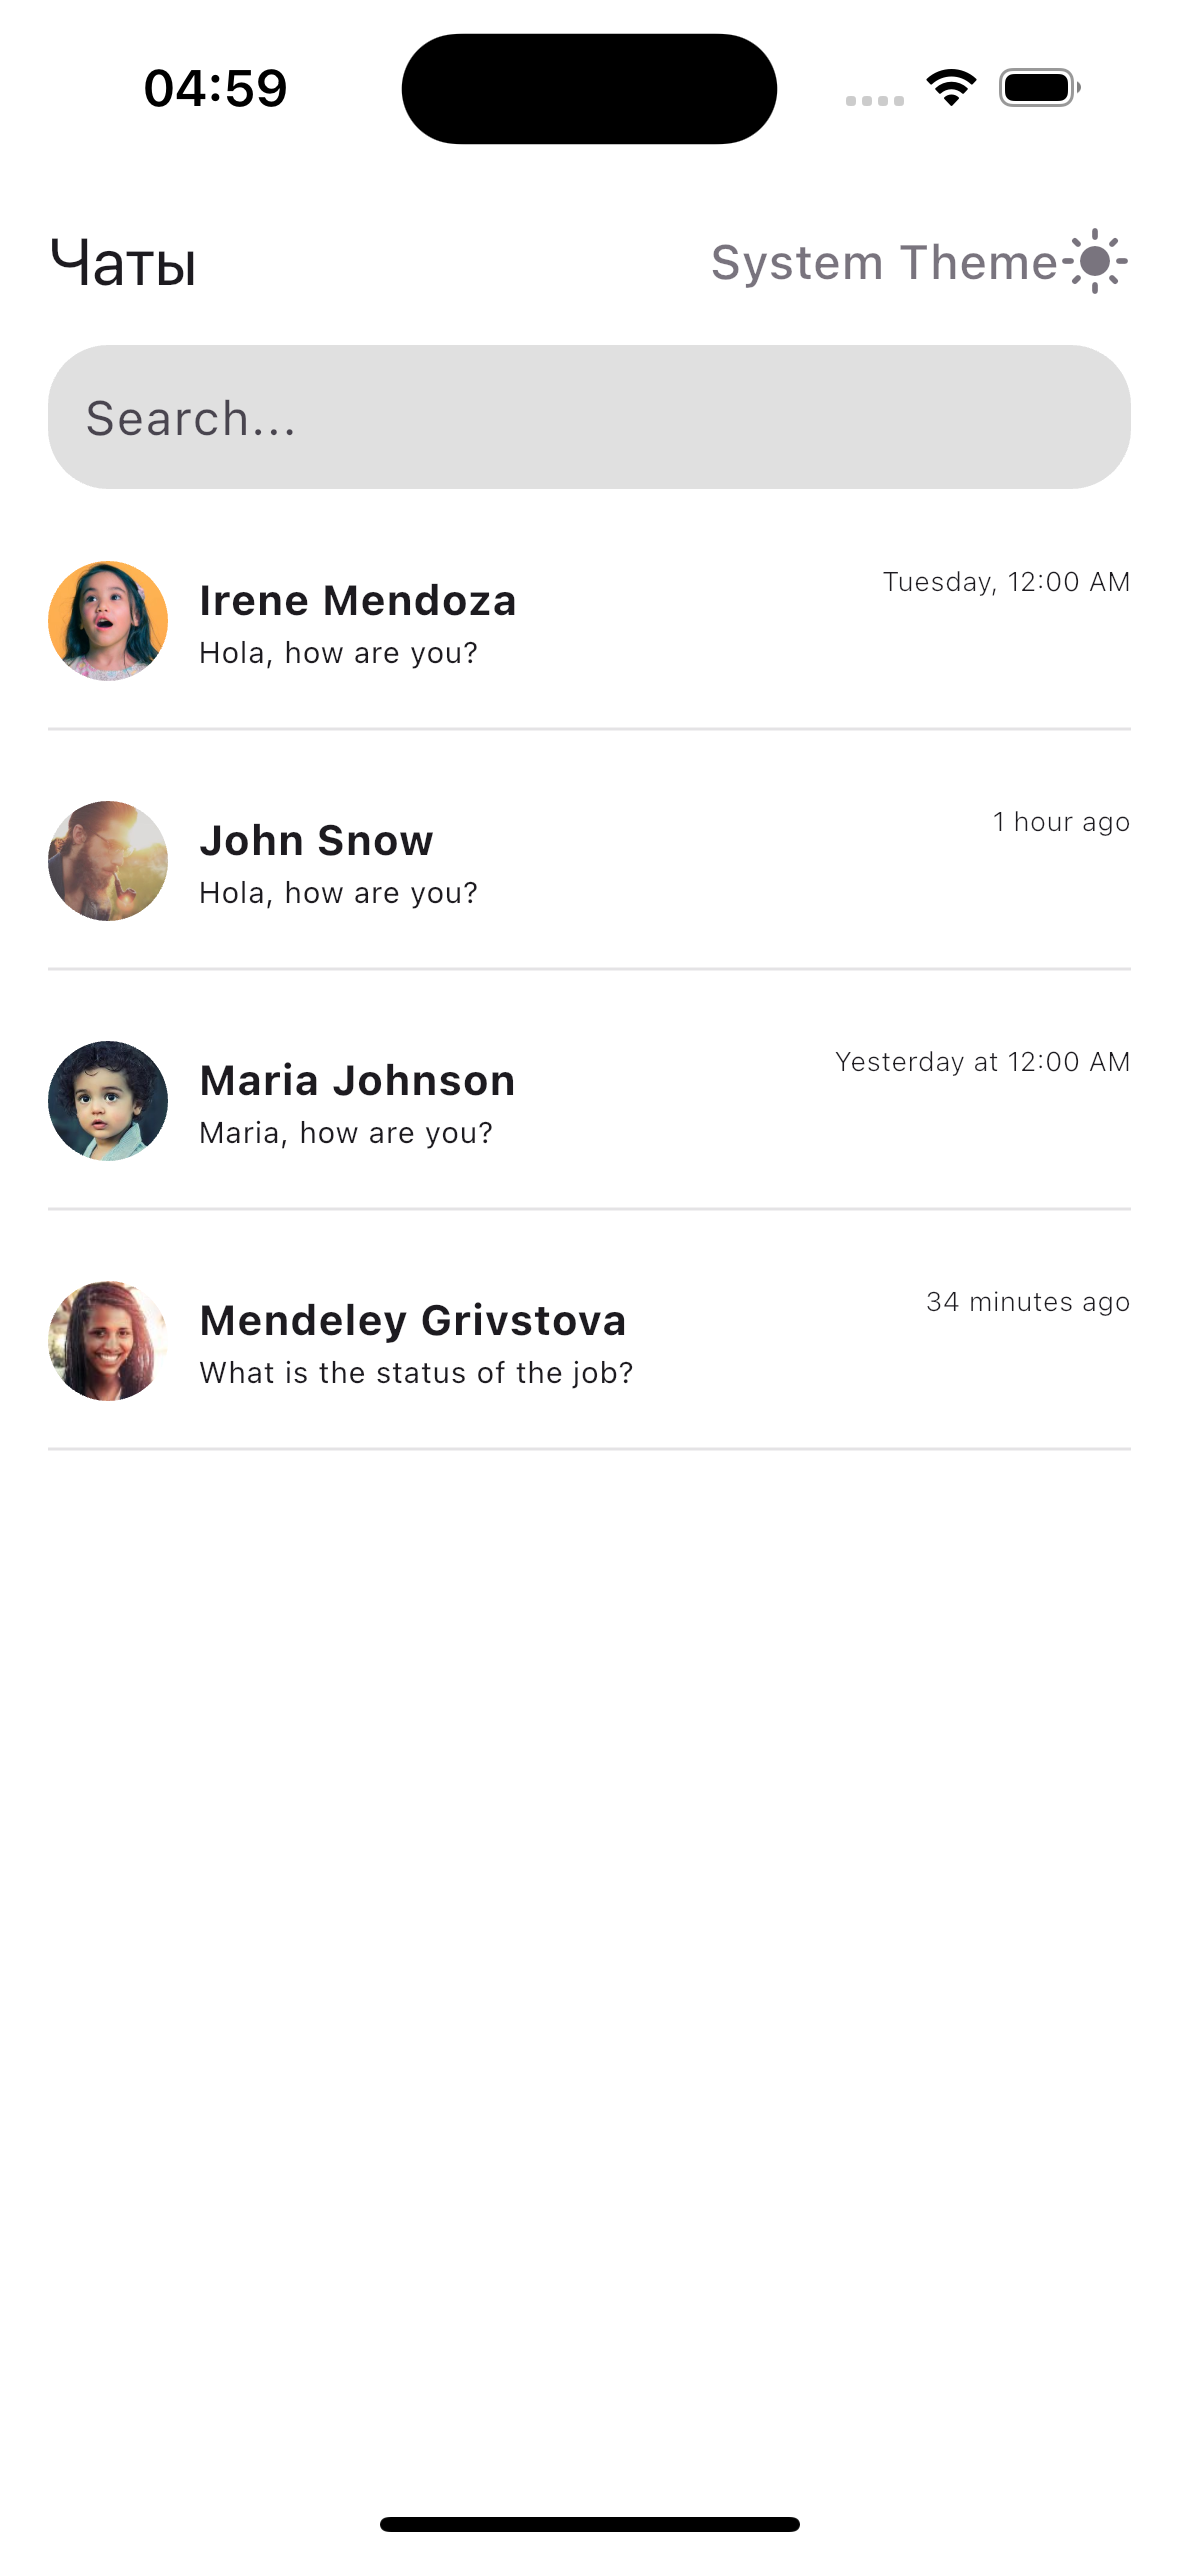 04:59
Чаты
System Theme
Search...
Irene Mendoza
Tuesday, 12:00 AM
Hola, how are you?
John Snow
1 hour ago
Hola, how are you?
Maria Johnson
Yesterday at 12:00 AM
Maria, how are you?
Mendeley Grivstova
34 minutes ago
What is the status of the job?